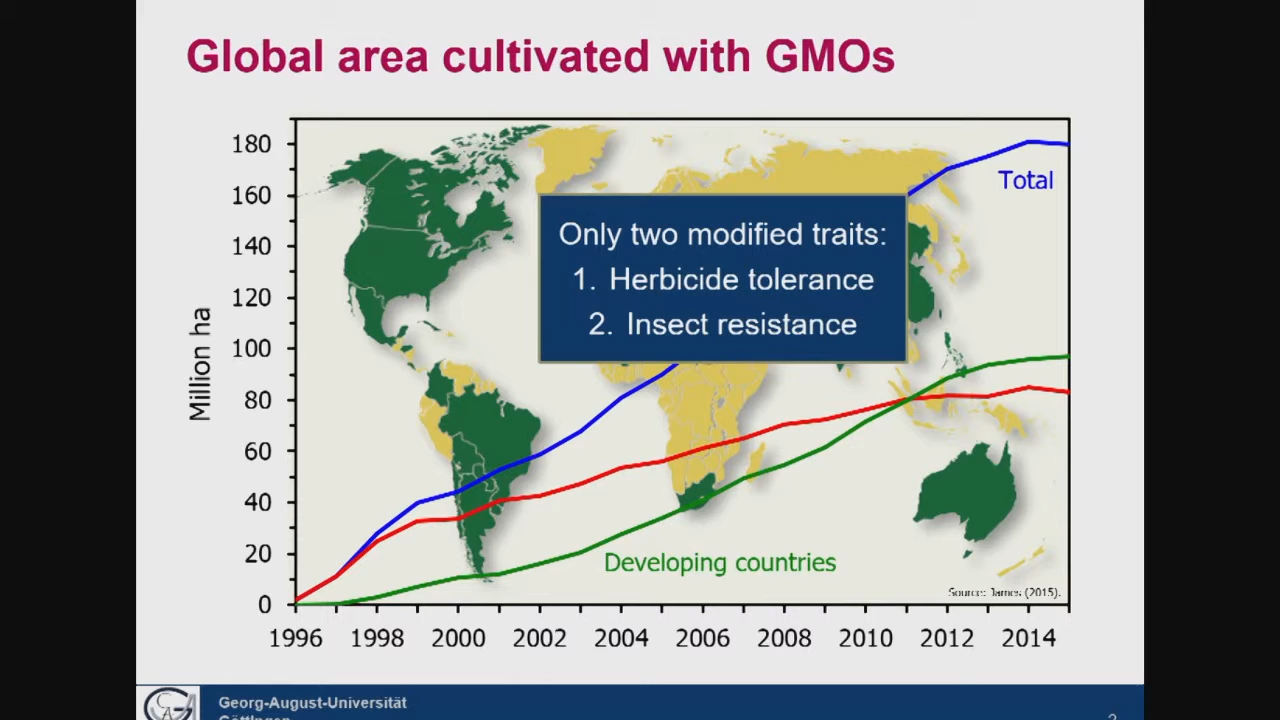 Global area cultivated with GMOs
180
160
140
120
100
80
60
40
20
0
Million ha
Total
Only two modified traits:
1. Herbicide tolerance
2. Insect resistance
Developing countries
Source: James (2015).
1996 1998 2000 2002 2004 2006 2008 2010 2012 2014
Georg-August-Universität
Göttingen
2